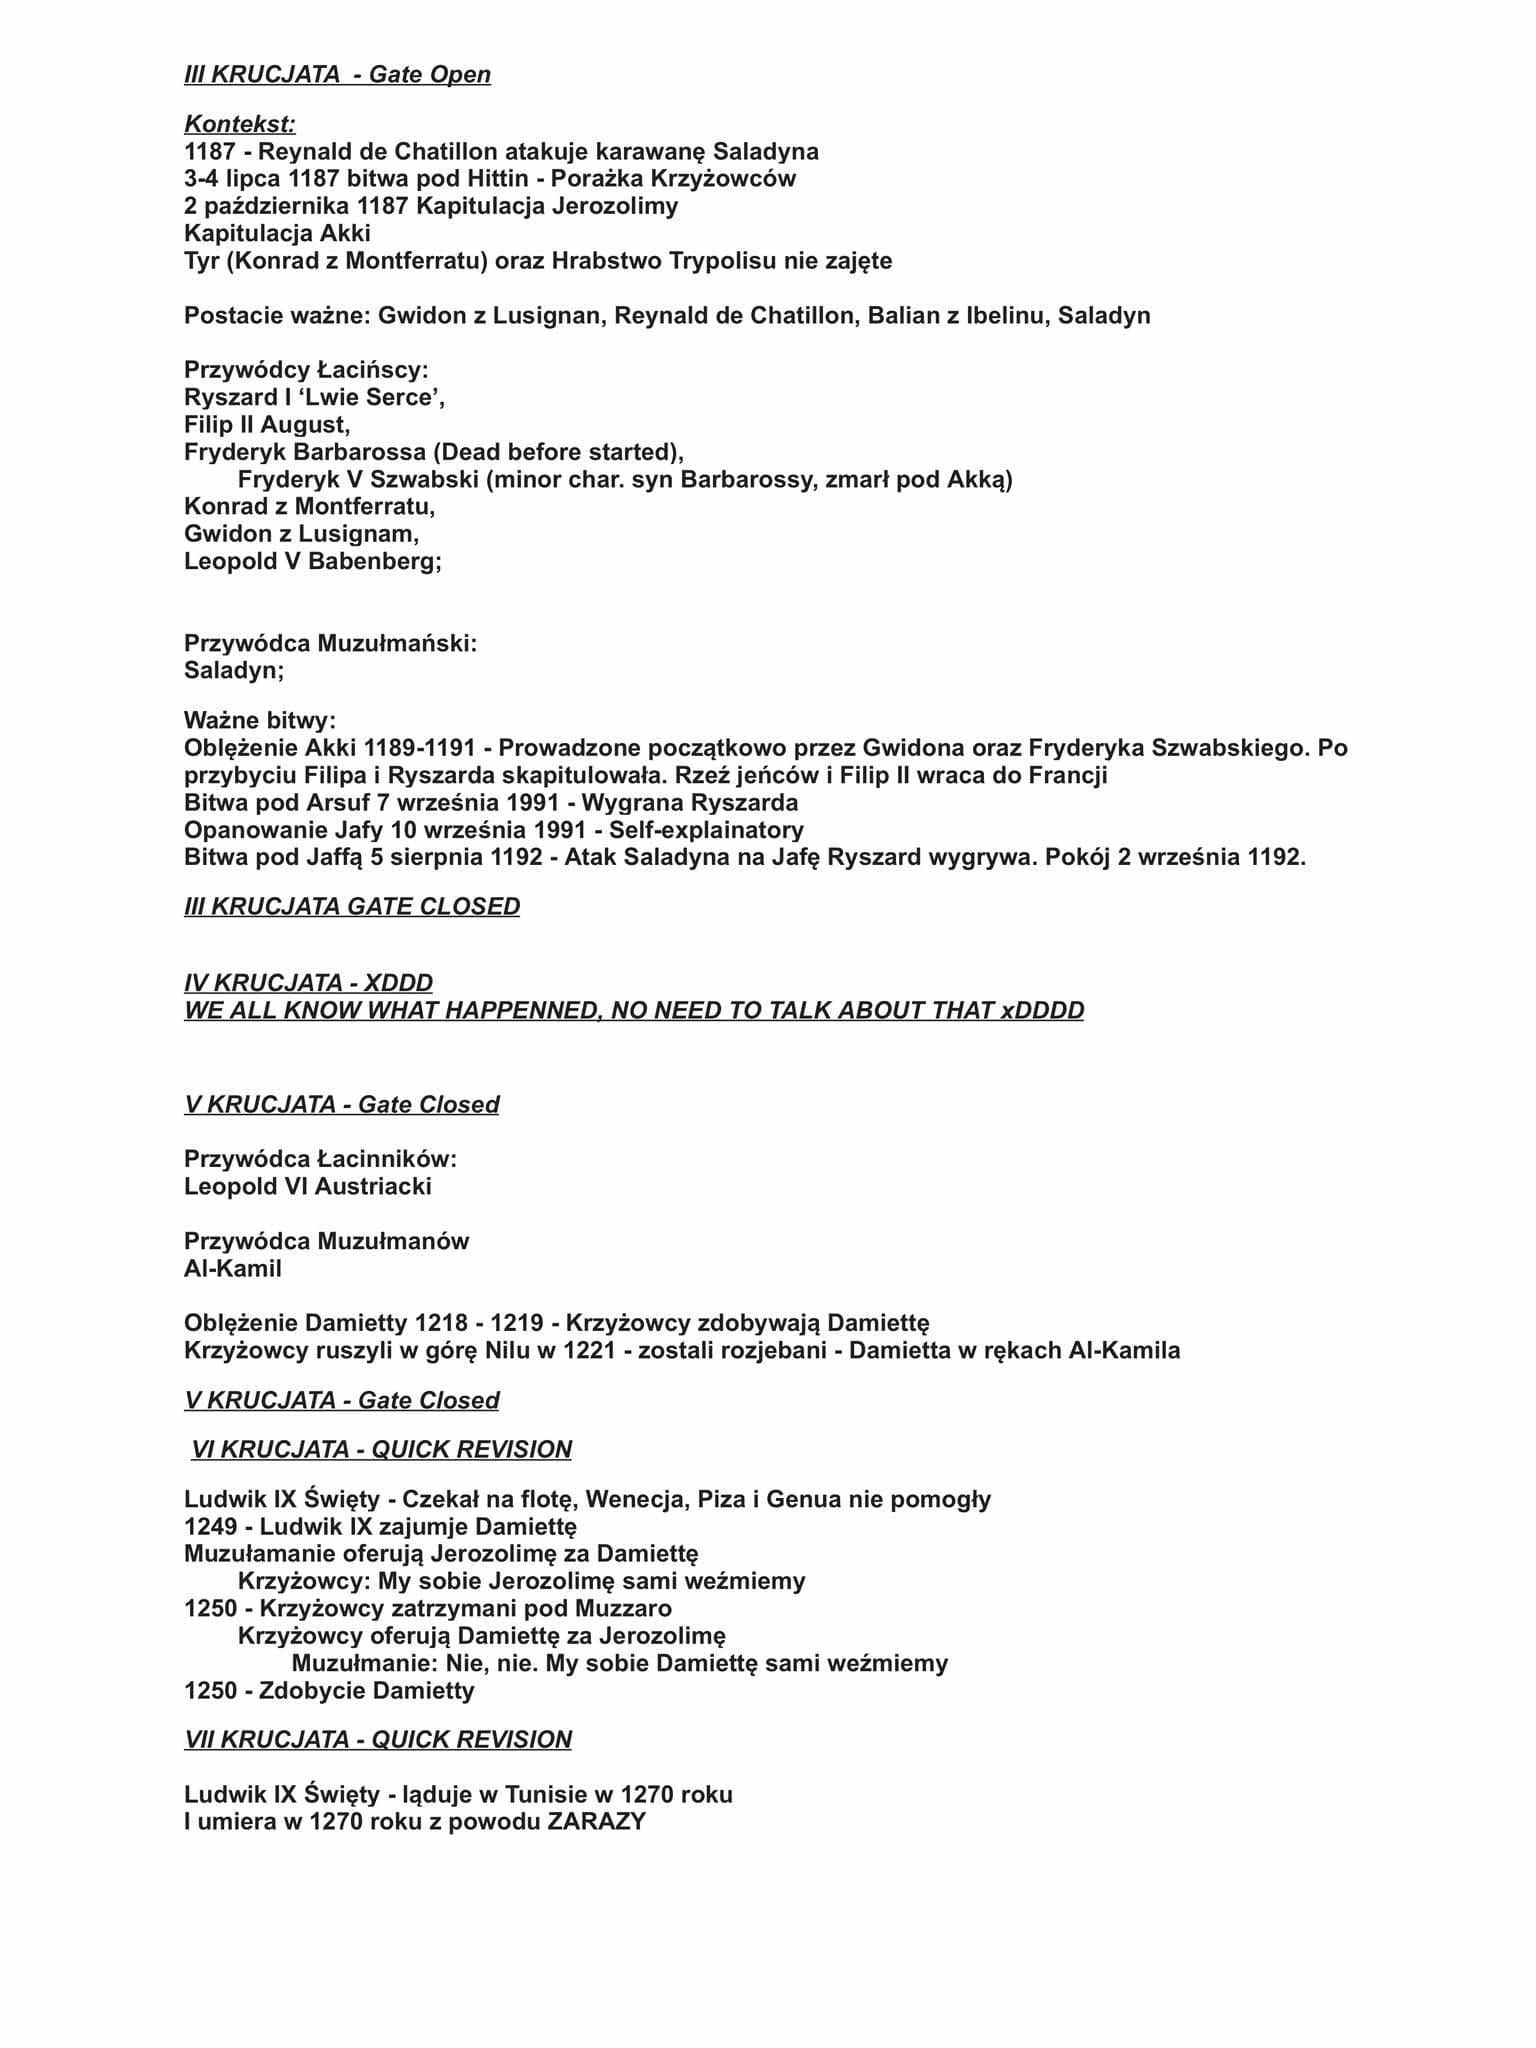 III KRUCJATA  - Gate Open
Kontekst:
1187 - Reynald de Chatillon atakuje karawanę Saladyna
3-4 lipca 1187 bitwa pod Hittin - Porażka Krzyżowców
2 października 1187 Kapitulacja Jerozolimy
Kapitulacja Akki
Tyr (Konrad z Montferratu) oraz Hrabstwo Trypolisu nie zajęte
Postacie ważne: Gwidon z Lusignan, Reynald de Chatillon, Balian z Ibelinu, Saladyn
Przywódcy Łacińscy:
Ryszard I ‘Lwie Serce’,
Filip II August,
Fryderyk Barbarossa (Dead before started),
Fryderyk V Szwabski (minor char. syn Barbarossy, zmarł pod Akką)
Konrad z Montferratu,
Gwidon z Lusignam,
Leopold V Babenberg;
Przywódca Muzułmański:
Saladyn;
Ważne bitwy:
Oblężenie Akki 1189-1191 - Prowadzone początkowo przez Gwidona oraz Fryderyka Szwabskiego. Po
przybyciu Filipa i Ryszarda skapitulowała. Rzeź jeńców i Filip II wraca do Francji
Bitwa pod Arsuf 7 września 1991 - Wygrana Ryszarda
Opanowanie Jafy 10 września 1991 - Self-explainatory
Bitwa pod Jaffą 5 sierpnia 1192 - Atak Saladyna na Jafę Ryszard wygrywa. Pokój 2 września 1192.
III KRUCJATA GATE CLOSED
IV KRUCJATA - XDDD
WE ALL KNOW WHAT HAPPENNED, NO NEED TO TALK ABOUT THAT xDDDD
V KRUCJATA - Gate Closed
Przywódca Łacinników:
Leopold VI Austriacki
Przywódca Muzułmanów
Al-Kamil
Oblężenie Damietty 1218 - 1219 - Krzyżowcy zdobywają Damiettę
Krzyżowcy ruszyli w górę Nilu w 1221 - zostali rozjebani - Damietta w rękach Al-Kamila
V KRUCJATA - Gate Closed
VI KRUCJATA - QUICK REVISION
Ludwik IX Święty - Czekał na flotę, Wenecja, Piza i Genua nie pomogły
1249 - Ludwik IX zajumje Damiettę
Muzułamanie oferują Jerozolimę za Damiettę
Krzyżowcy: My sobie Jerozolimę sami weźmiemy
1250 - Krzyżowcy zatrzymani pod Muzzaro
Krzyżowcy oferują Damiettę za Jerozolimę
Muzułmanie: Nie, nie. My sobie Damiettę sami weźmiemy
1250 - Zdobycie Damietty
VII KRUCJATA - QUICK REVISION
Ludwik IX Święty - ląduje w Tunisie w 1270 roku
I umiera w 1270 roku z powodu ZARAZY